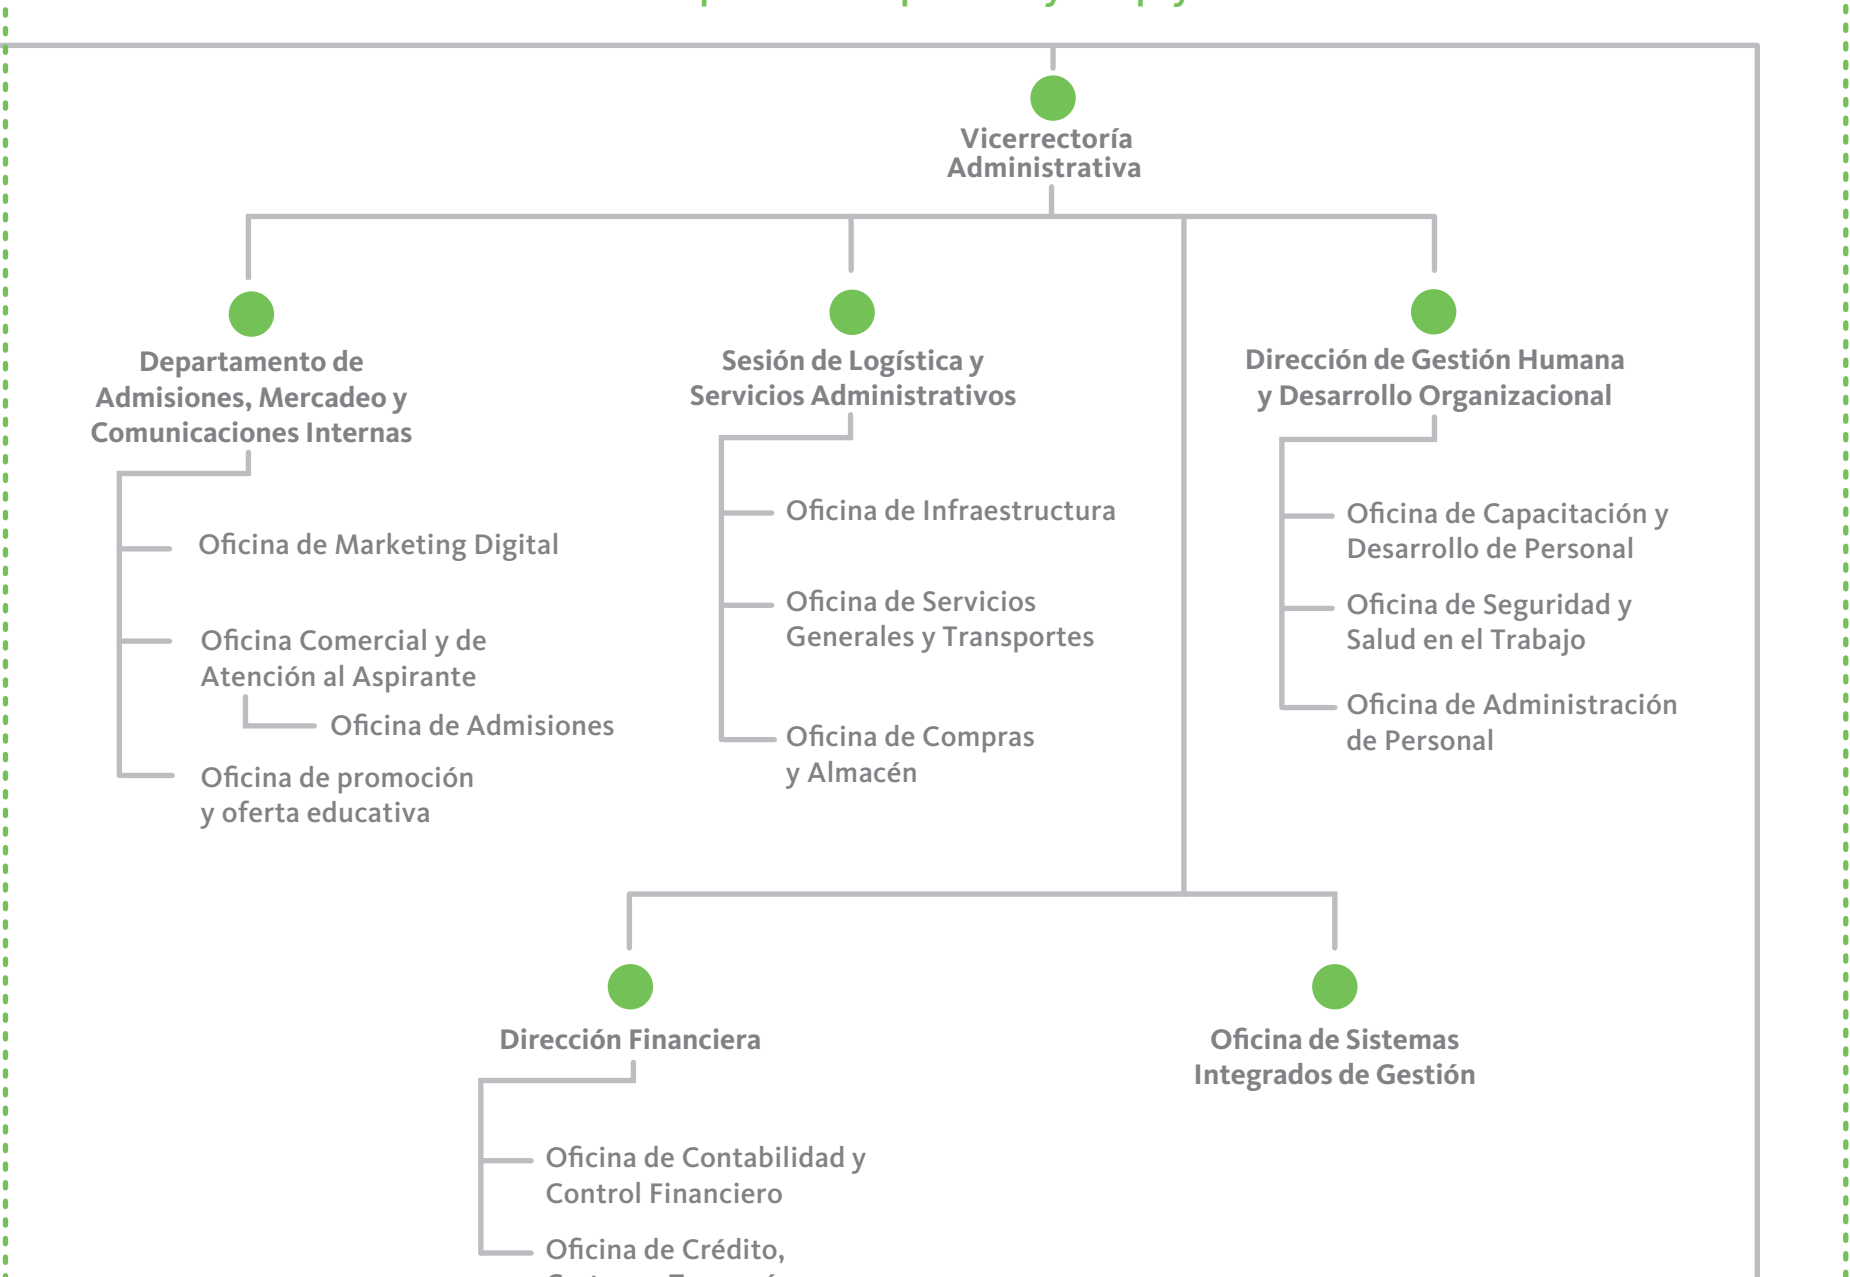 Vicerrectoría
Administrativa
Departamento de
Admisiones, Mercadeo y
Comunicaciones Internas
Oficina de Marketing Digital
Oficina Comercial y de
Atención al Aspirante
Oficina de Admisiones
Oficina de promoción
y oferta educativa
Sesión de Logística y
Servicios Administrativos
Oficina de Infraestructura
Oficina de Servicios
Generales y Transportes
Oficina de Compras
y Almacén
Dirección de Gestión Humana
y Desarrollo Organizacional
Oficina de Capacitación y
Desarrollo de Personal
Oficina de Seguridad y
Salud en el Trabajo
Oficina de Administración
de Personal
Dirección Financiera
Oficina de Contabilidad y
Control Financiero
Oficina de Crédito,
Oficina de Sistemas
Integrados de Gestión